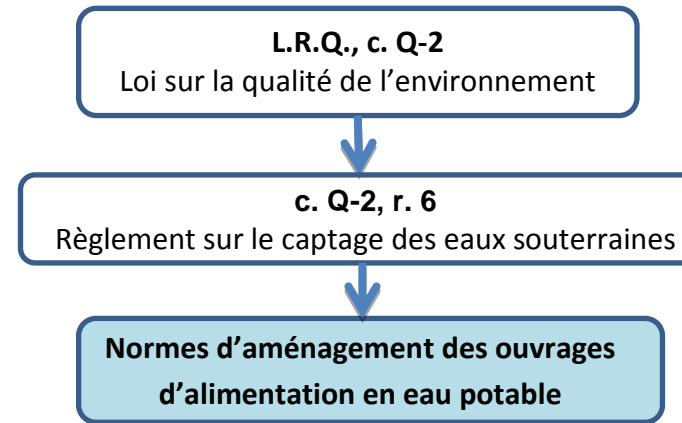 L.R.Q., c. Q-2
Loi sur la qualité de l’environnement
c. Q-2, r. 6
Règlement sur le captage des eaux souterraines
Normes d’aménagement des ouvrages
d’alimentation en eau potable